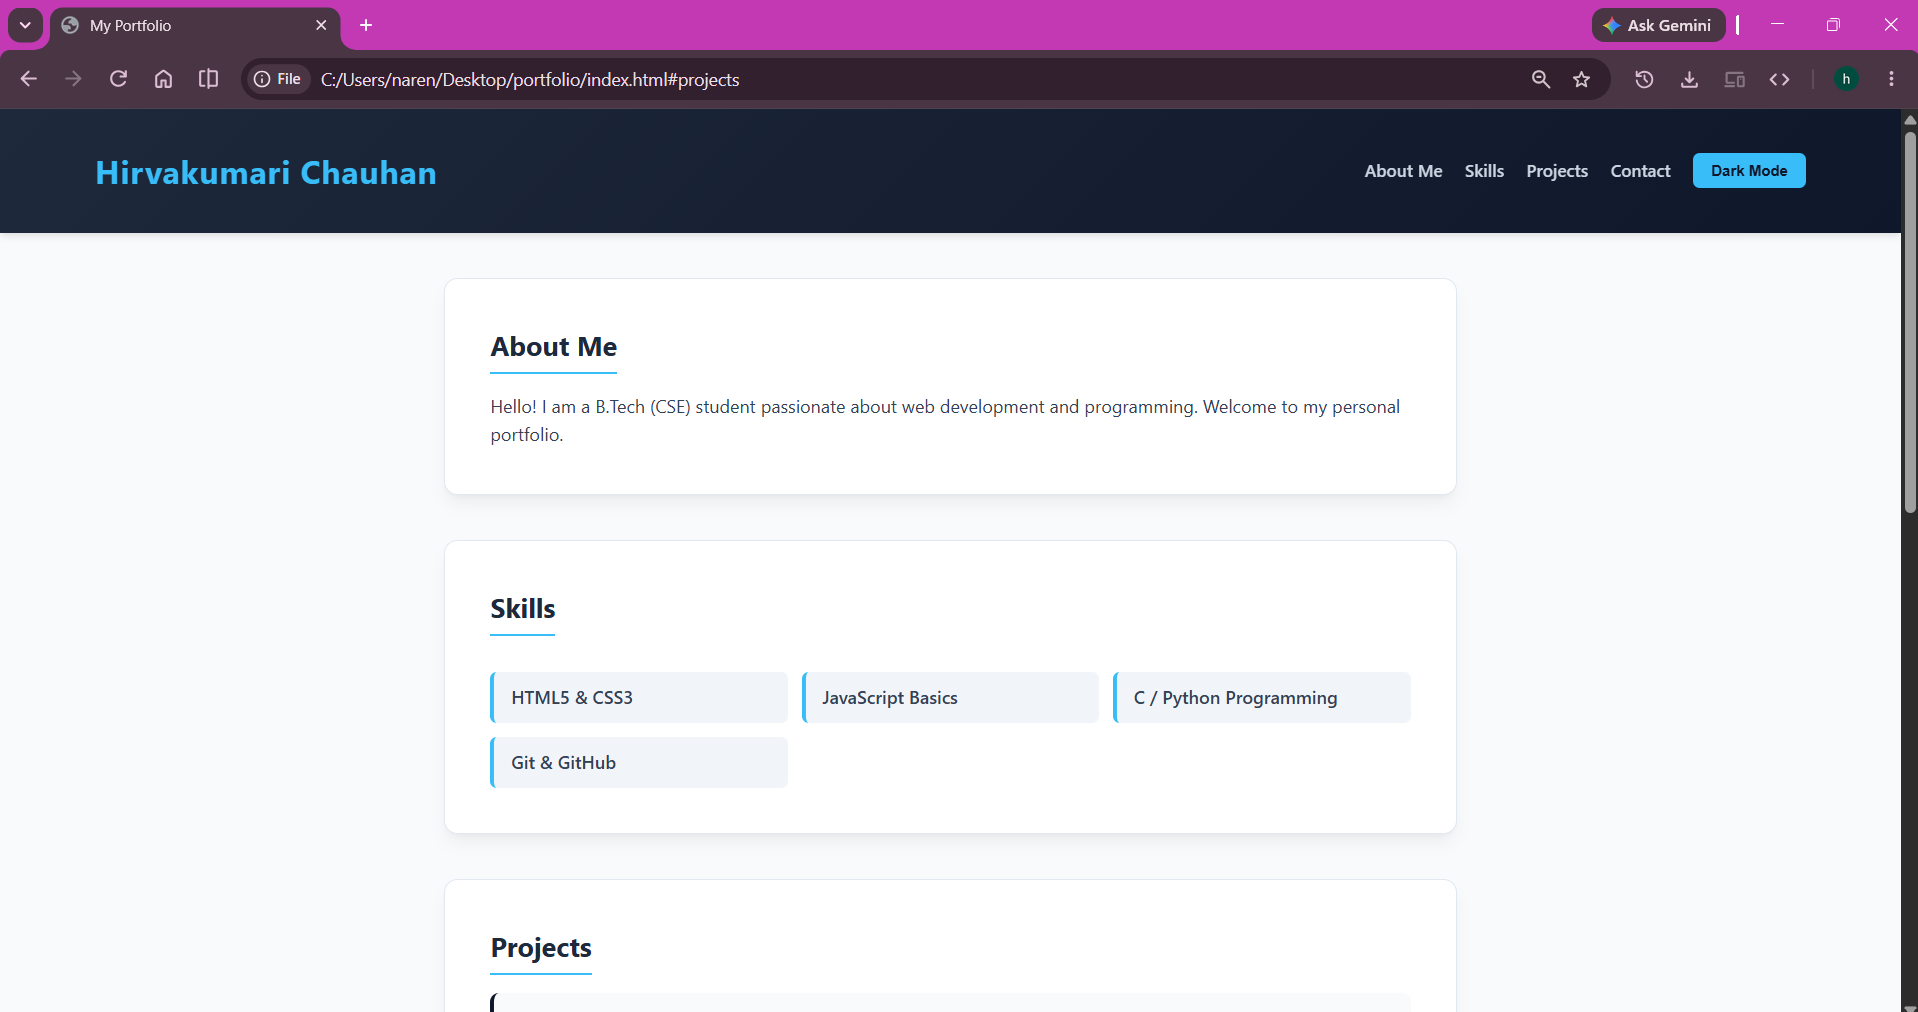 My Portfolio
Ask Gemini
File
C:/Users/naren/Desktop/portfolio/index.html#projects
h
Hirvakumari Chauhan
About Me
Skills
Projects
Contact
Dark Mode
About Me
Hello! I am a B.Tech (CSE) student passionate about web development and programming. Welcome to my personal
portfolio.
Skills
HTML5 & CSS3
JavaScript Basics
C / Python Programming
Git & GitHub
Projects